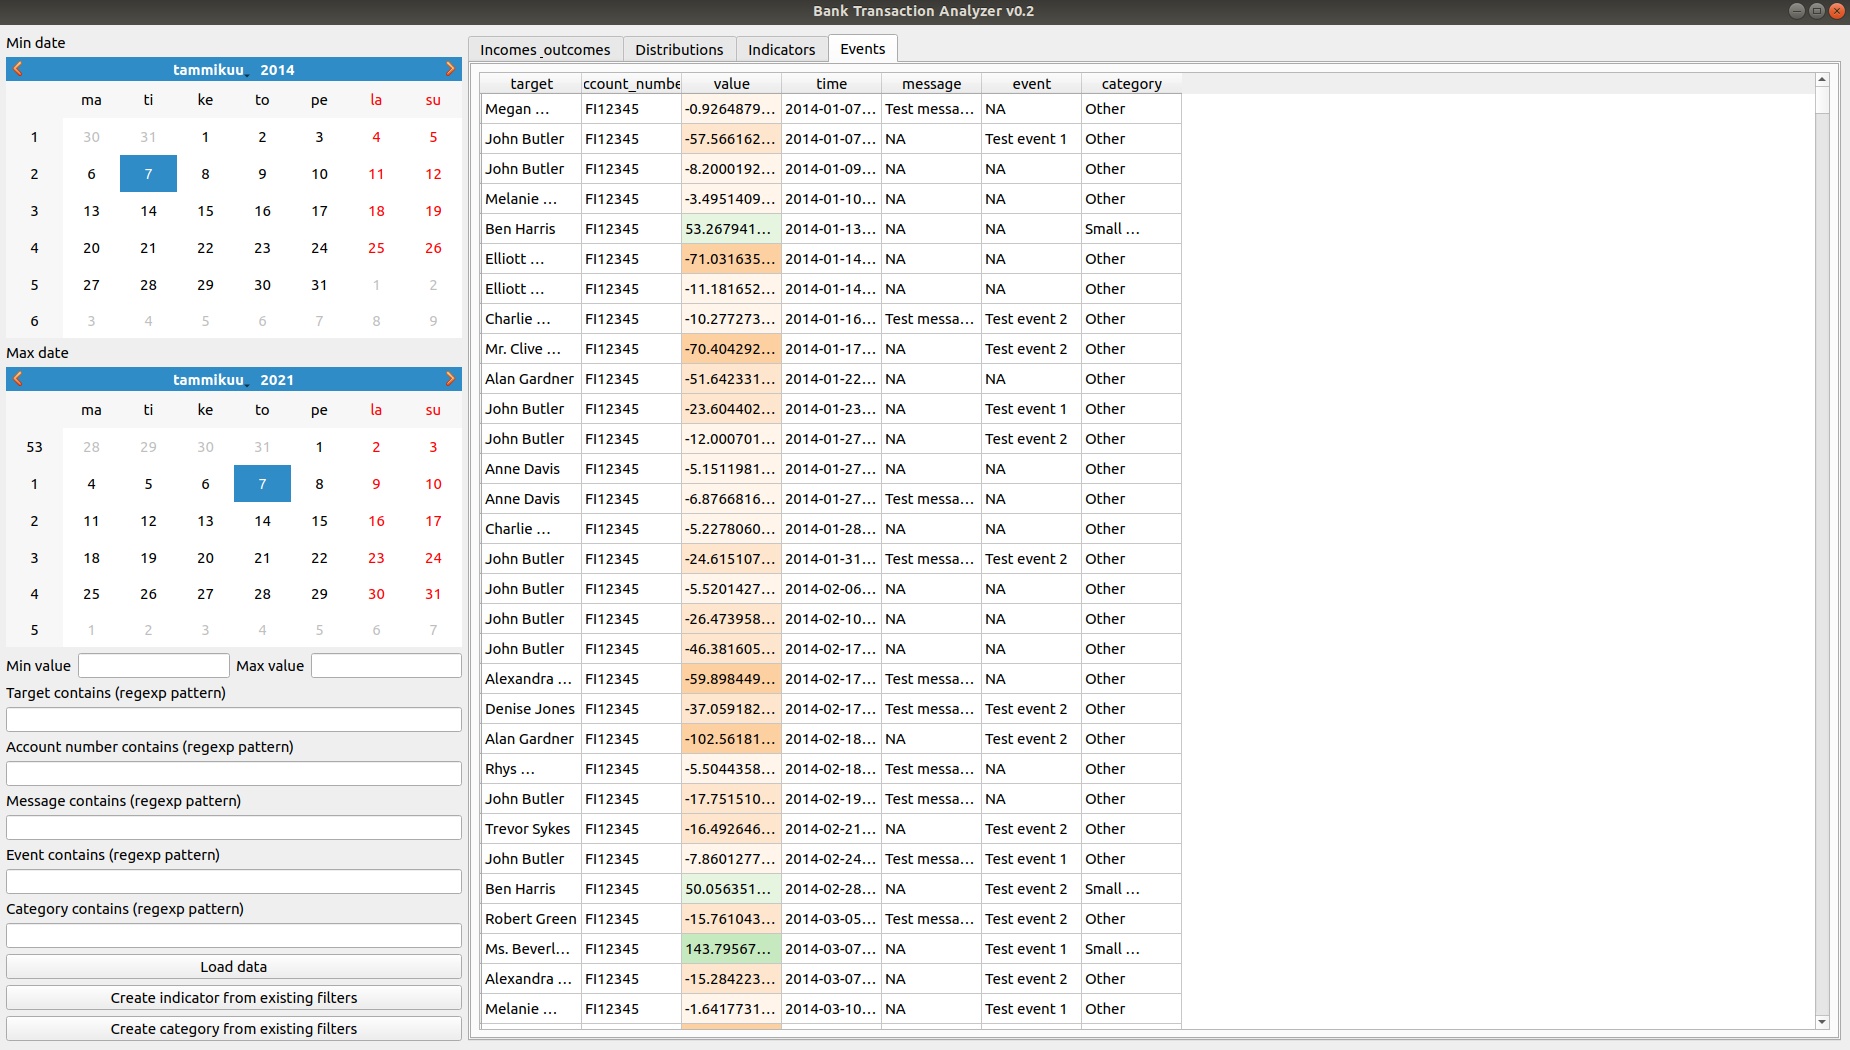 Bank Transaction Analyzer v0.2
Min date
tammikuu 2014
ma ti ke to pe la su
1 30 31 1 2 3 4 5
2 6 7 8 9 10 11 12
3 13 14 15 16 17 18 19
4 20 21 22 23 24 25 26
5 27 28 29 30 31 1 2
6 3 4 5 6 7 8 9
Max date
tammikuu 2021
ma ti ke to pe la su
53 28 29 30 31 1 2 3
1 4 5 6 7 8 9 10
2 11 12 13 14 15 16 17
3 18 19 20 21 22 23 24
4 25 26 27 28 29 30 31
5 1 2 3 4 5 6 7
Min value Max value
Target contains (regexp pattern)
Account number contains (regexp pattern)
Message contains (regexp pattern)
Event contains (regexp pattern)
Category contains (regexp pattern)
Load data
Create indicator from existing filters
Create category from existing filters
Incomes_outcomes Distributions Indicators Events
target ccount_numbe value time message event category
Megan ... FI12345 -0.9264879... 2014-01-07... Test messa... NA Other
John Butler FI12345 -57.566162... 2014-01-07... NA Test event 1 Other
John Butler FI12345 -8.2000192... 2014-01-09... NA NA Other
Melanie ... FI12345 -3.4951409... 2014-01-10... NA NA Other
Ben Harris FI12345 53.267941... 2014-01-13... NA NA Small ...
Elliott ... FI12345 -71.031635... 2014-01-14... NA NA Other
Elliott ... FI12345 -11.181652... 2014-01-14... NA NA Other
Charlie ... FI12345 -10.277273... 2014-01-16... Test messa... Test event 2 Other
Mr. Clive ... FI12345 -70.404292... 2014-01-17... NA Test event 2 Other
Alan Gardner FI12345 -51.642331... 2014-01-22... NA NA Other
John Butler FI12345 -23.604402... 2014-01-23... NA Test event 1 Other
John Butler FI12345 -12.000701... 2014-01-27... NA Test event 2 Other
Anne Davis FI12345 -5.1511981... 2014-01-27... NA NA Other
Anne Davis FI12345 -6.8766816... 2014-01-27... Test messa... NA Other
Charlie ... FI12345 -5.2278060... 2014-01-28... NA NA Other
John Butler FI12345 -24.615107... 2014-01-31... Test messa... Test event 2 Other
John Butler FI12345 -5.5201427... 2014-02-06... NA NA Other
John Butler FI12345 -26.473958... 2014-02-10... NA NA Other
John Butler FI12345 -46.381605... 2014-02-17... NA NA Other
Alexandra ... FI12345 -59.898449... 2014-02-17... Test messa... NA Other
Denise Jones FI12345 -37.059182... 2014-02-17... Test messa... Test event 2 Other
Alan Gardner FI12345 -102.56181... 2014-02-18... NA Test event 2 Other
Rhys ... FI12345 -5.5044358... 2014-02-18... Test messa... NA Other
John Butler FI12345 -17.751510... 2014-02-19... Test messa... NA Other
Trevor Sykes FI12345 -16.492646... 2014-02-21... NA Test event 2 Other
John Butler FI12345 -7.8601277... 2014-02-24... Test messa... Test event 1 Other
Ben Harris FI12345 50.056351... 2014-02-28... NA Test event 2 Small ...
Robert Green FI12345 -15.761043... 2014-03-05... Test messa... Test event 2 Other
Ms. Beverl... FI12345 143.79567... 2014-03-07... NA Test event 1 Small ...
Alexandra ... FI12345 -15.284223... 2014-03-07... NA Test event 2 Other
Melanie ... FI12345 -1.6417731... 2014-03-10... NA Test event 1 Other